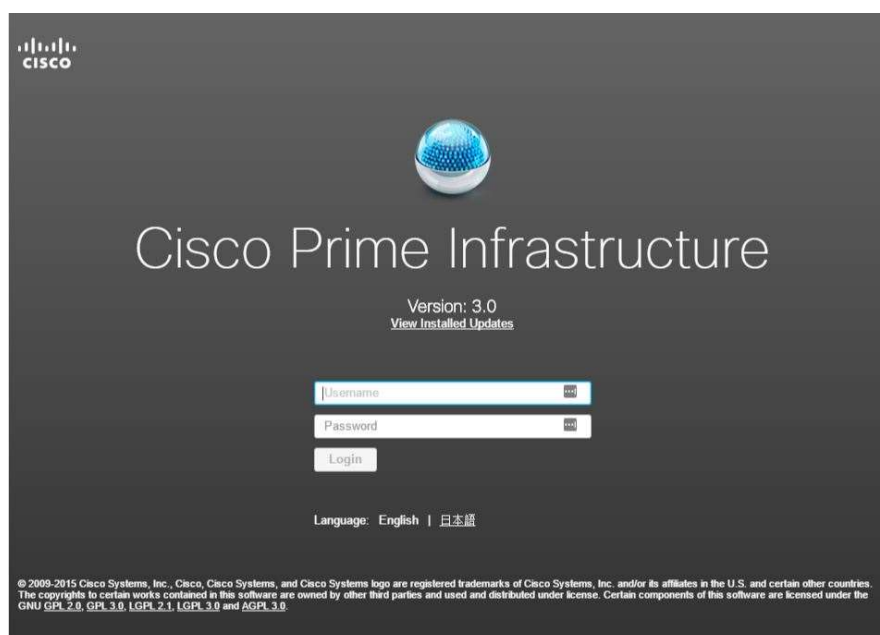 CISCO
Cisco Prime Infrastructure
Version: 3.0
View Installed Updates
Username
Password
Login
Language: English | 日本語
© 2009-2015 Cisco Systems, Inc., Cisco, Cisco Systems, and Cisco Systems logo are registered trademarks of Cisco Systems, Inc. and/or its affiliates in the U.S. and certain other countries.
The copyrights to certain works contained in this software are owned by other third parties and used and distributed under license. Certain components of this software are licensed under the
GNU GPL 2.0, GPL 3.0, LGPL 2.1, LGPL 3.0 and AGPL 3.0.